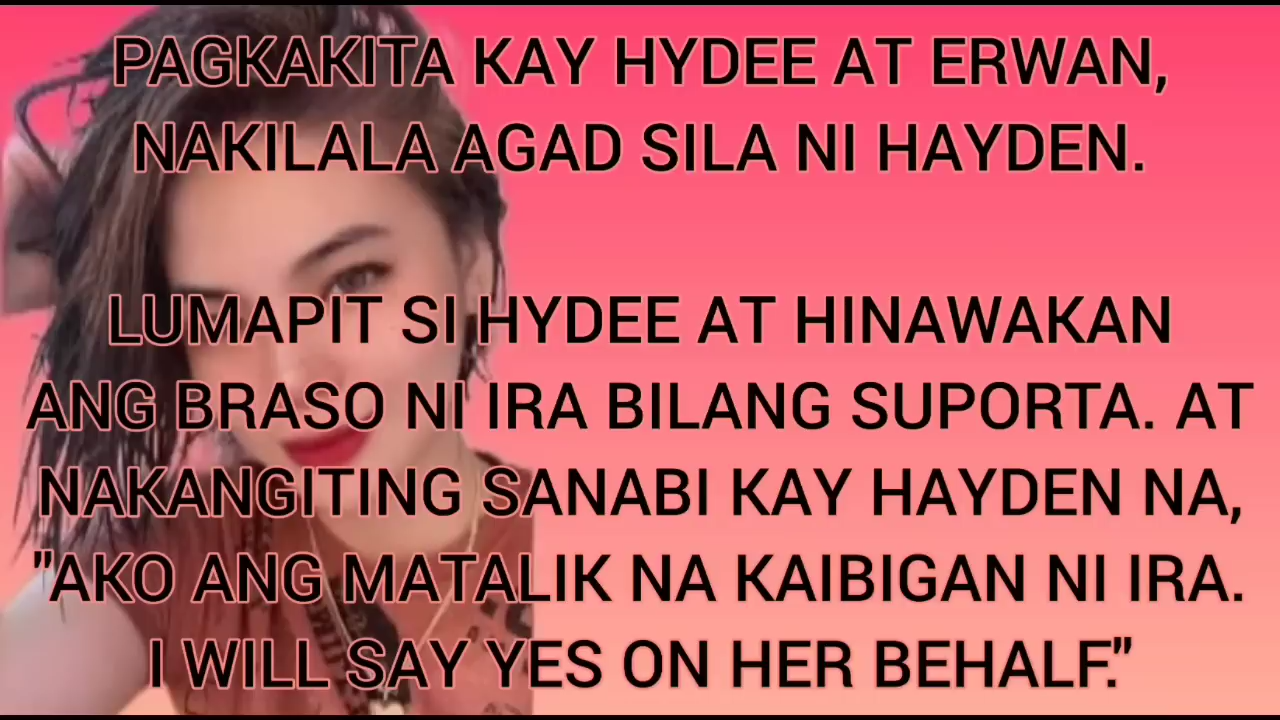 PAGKAKITA KAY HYDEE AT ERWAN,
NAKILALA AGAD SILA NI HAYDEN.
LUMAPIT SI HYDEE AT HINAWAKAN
ANG BRASO NI IRA BILANG SUPORTA. AT
NAKANGITING SANABI KAY HAYDEN NA,
"AKO ANG MATALIK NA KAIBIGAN NI IRA.
I WILL SAY YES ON HER BEHALF."